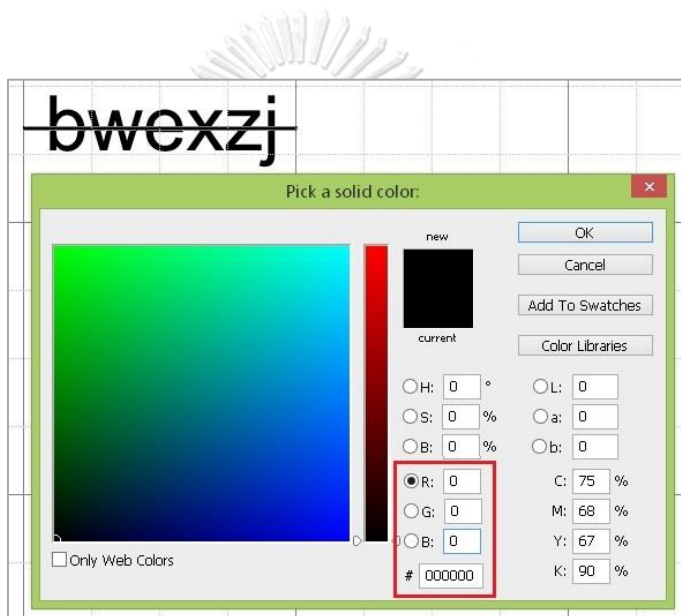 bwexzj
Pick a solid color:
new
current
OK
Cancel
Add To Swatches
Color Libraries
H: 0 °
S: 0 %
B: 0 %
R: 0
G: 0
B: 0
# 000000
L: 0
a: 0
b: 0
C: 75 %
M: 68 %
Y: 67 %
K: 90 %
Only Web Colors